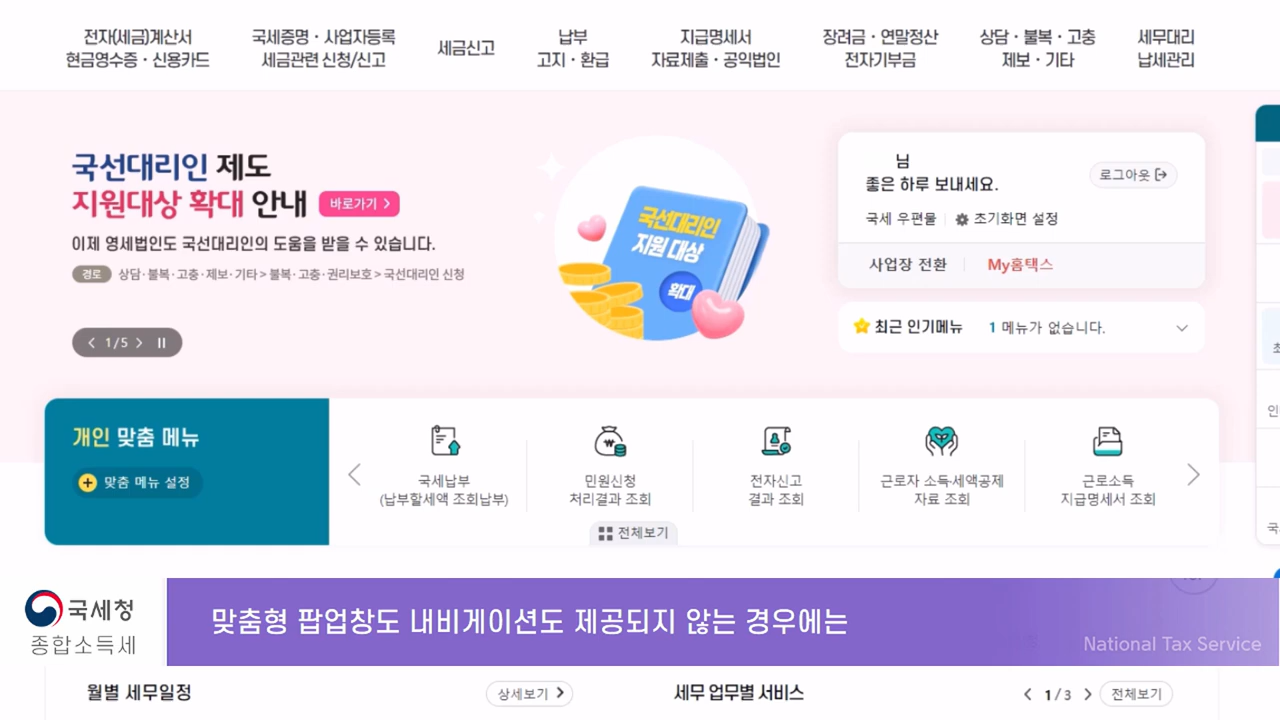 전자(세금)계산서
현금영수증·신용카드
국세증명·사업자등록
세금관련 신청/신고
세금신고
납부
고지·환급
지급명세서
자료제출·공익법인
장려금·연말정산
전자기부금
상담·불복·고충
제보·기타
세무대리
납세관리
국선대리인 제도
지원대상 확대 안내 바로가기 >
이제 영세법인도 국선대리인의 도움을 받을 수 있습니다.
경로 상담·불복·고충·제보·기타 > 불복·고충·권리보호 > 국선대리인 신청
< 1/5 >
국선대리인
지원 대상
확대
님
좋은 하루 보내세요.
로그아웃
국세 우편물 초기화면 설정
사업장 전환 My홈택스
최근 인기메뉴 1 메뉴가 없습니다.
개인 맞춤 메뉴
맞춤 메뉴 설정
국세납부
(납부할세액 조회납부)
민원신청
처리결과 조회
전자신고
결과 조회
근로자 소득·세액공제
자료 조회
근로소득
지급명세서 조회
전체보기
국세청
종합소득세
맞춤형 팝업창도 내비게이션도 제공되지 않는 경우에는
National Tax Service
월별 세무일정 상세보기 >
세무 업무별 서비스 < 1/3 > 전체보기